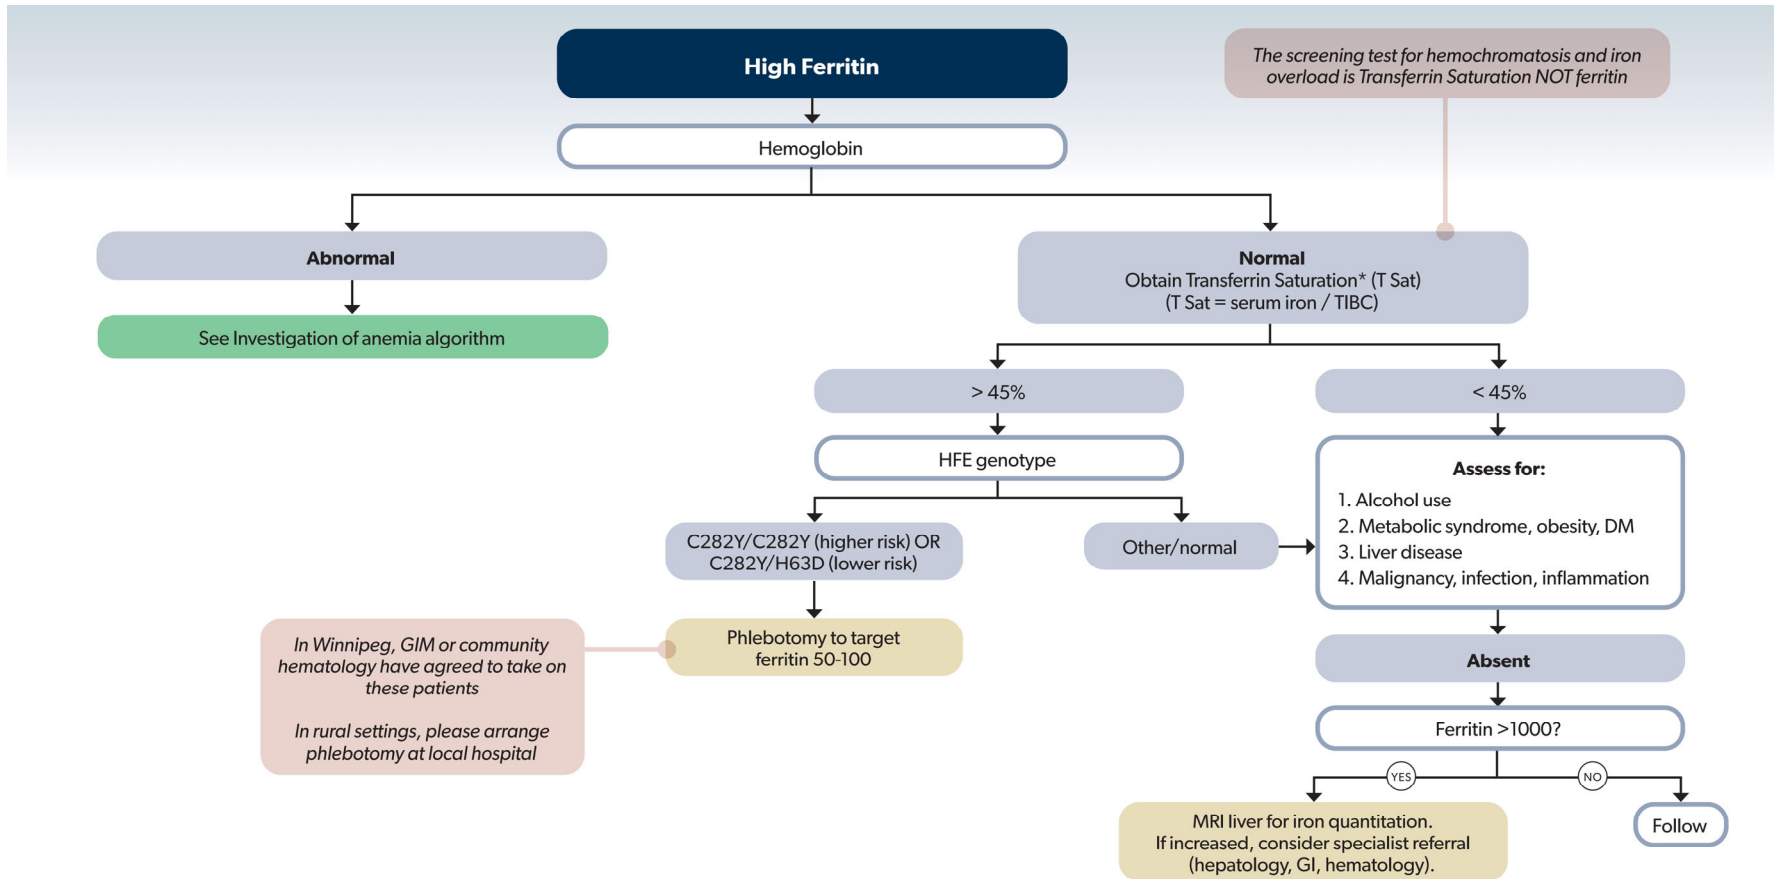 High Ferritin
The screening test for hemochromatosis and iron
overload is Transferrin Saturation NOT ferritin
Hemoglobin
Abnormal
Normal
Obtain Transferrin Saturation* (T Sat)
(T Sat = serum iron / TIBC)
See Investigation of anemia algorithm
> 45%
< 45%
HFE genotype
Assess for:
1. Alcohol use
2. Metabolic syndrome, obesity, DM
3. Liver disease
4. Malignancy, infection, inflammation
C282Y/C282Y (higher risk) OR
C282Y/H63D (lower risk)
Other/normal
Phlebotomy to target
ferritin 50-100
In Winnipeg, GIM or community
hematology have agreed to take on
these patients
In rural settings, please arrange
phlebotomy at local hospital
Absent
Ferritin >1000?
YES
NO
MRI liver for iron quantitation.
If increased, consider specialist referral
(hepatology, GI, hematology).
Follow